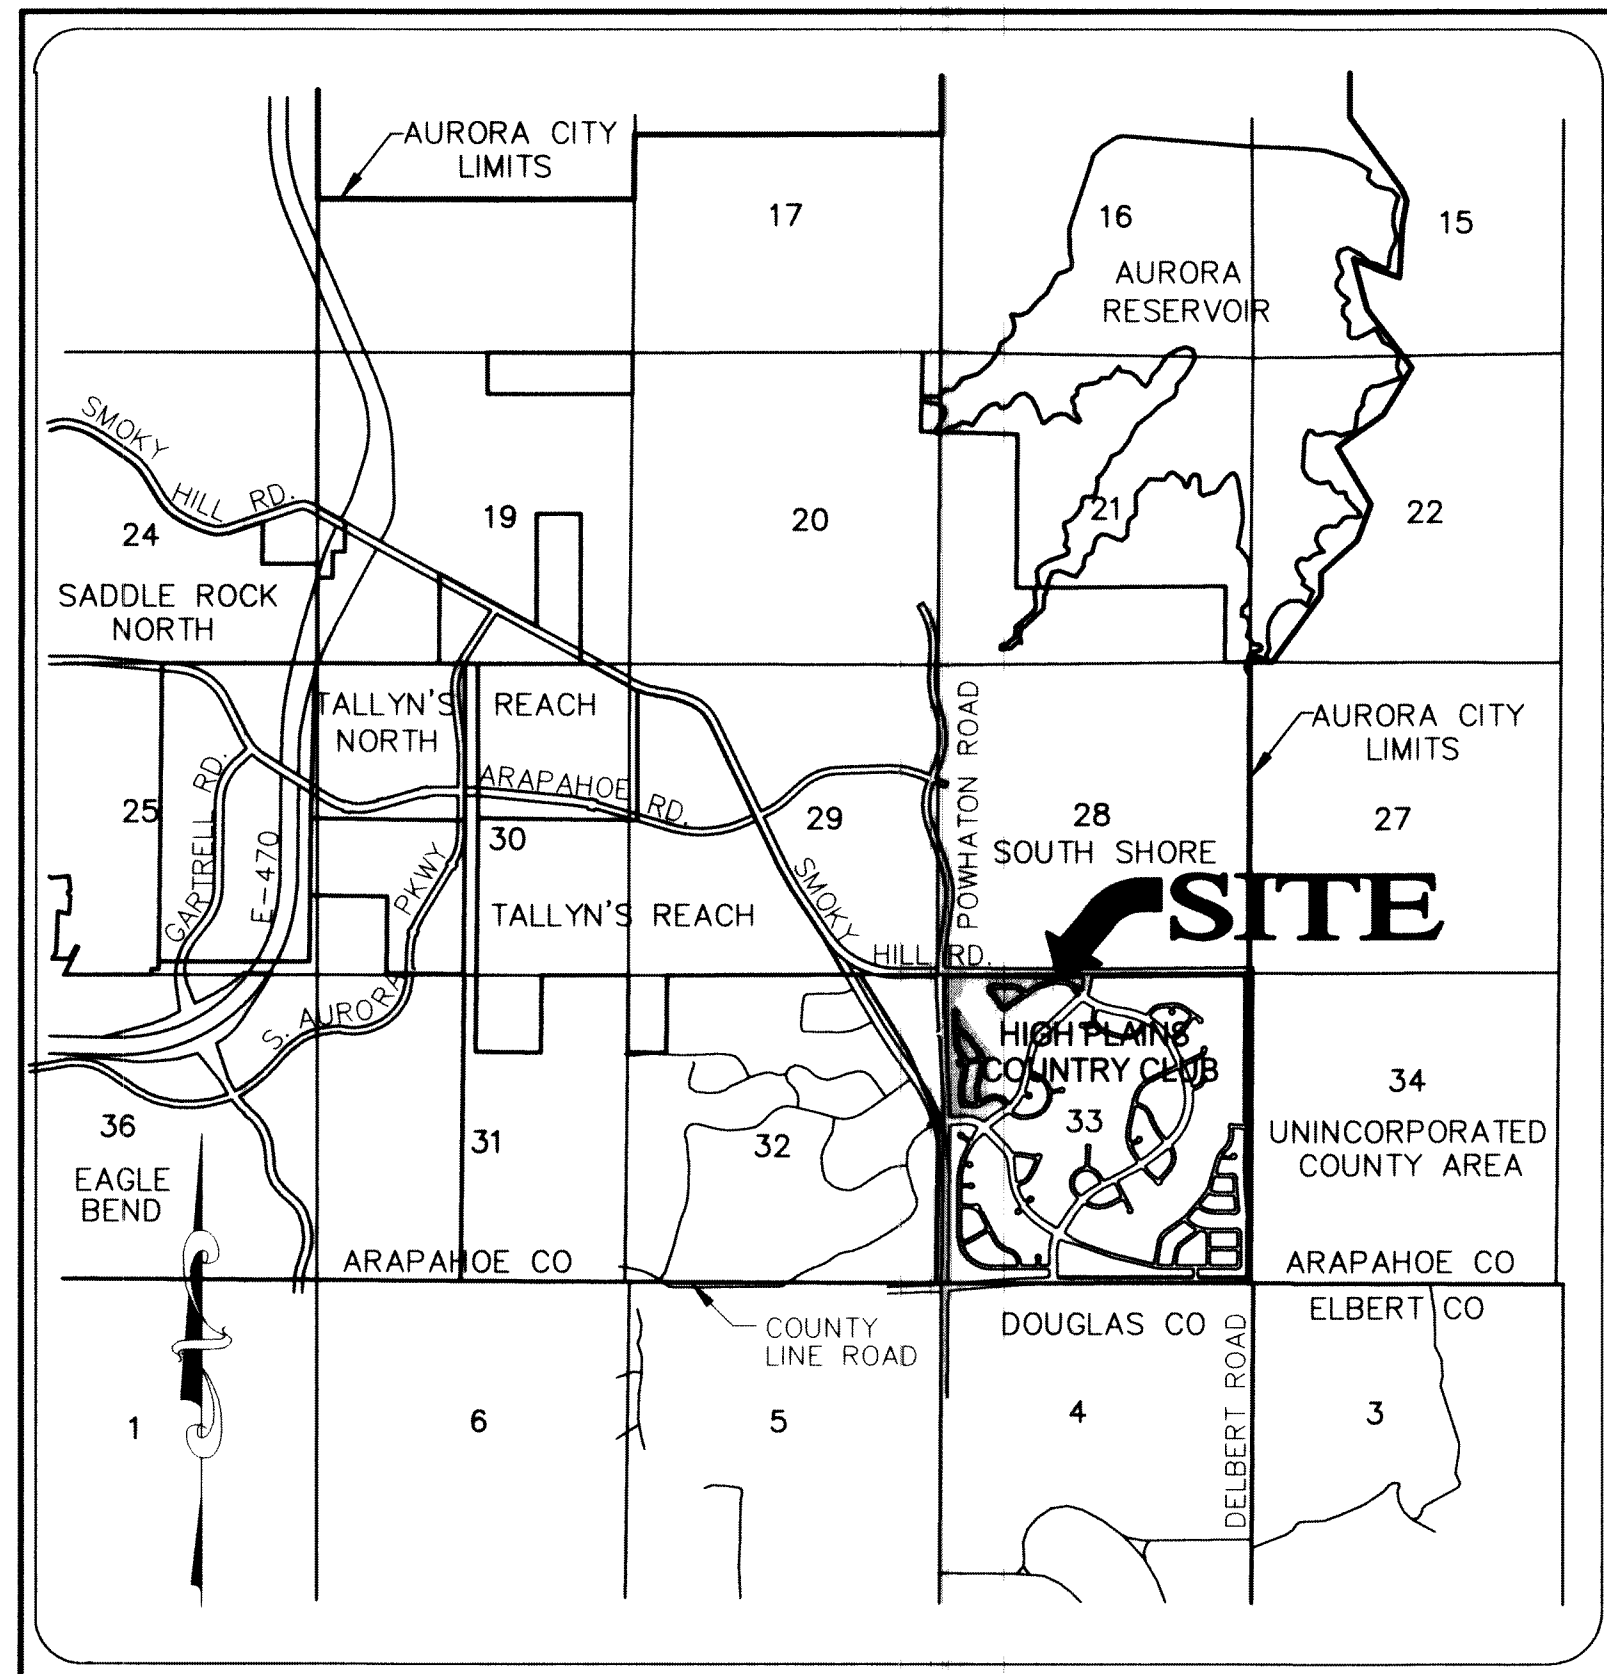 AURORA CITY
LIMITS
17
16
15
AURORA
RESERVOIR
SMOKY
HILL RD.
24
19
20
21
22
SADDLE ROCK
NORTH
TALLYN'S REACH
NORTH
POWHATON ROAD
AURORA CITY
LIMITS
GARTRELL RD.
ARAPAHOE RD.
25
E-470
30
PKWY
29
28
27
SOUTH SHORE
SITE
SMOKY
TALLYN'S REACH
HILL RD.
S. AURORA
HIGH PLAINS
COUNTRY CLUB
36
31
32
33
34
UNINCORPORATED
COUNTY AREA
EAGLE
BEND
ARAPAHOE CO
ARAPAHOE CO
ELBERT CO
DOUGLAS CO
COUNTY
LINE ROAD
DELBERT ROAD
1
6
5
4
3